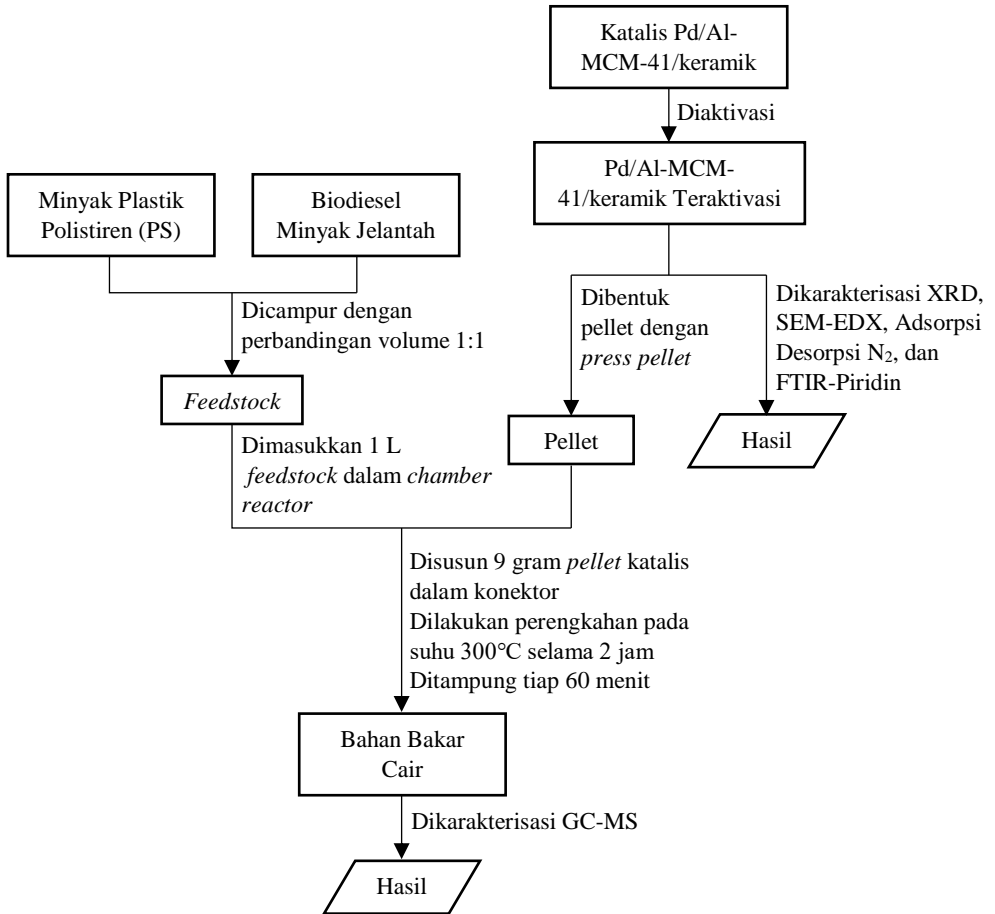 Katalis Pd/Al-
MCM-41/keramik
Diaktivasi
Pd/Al-MCM-
41/keramik Teraktivasi
Minyak Plastik
Polistiren (PS)
Biodiesel
Minyak Jelantah
Dicampur dengan
perbandingan volume 1:1
Feedstock
Dibentuk
pellet dengan
press pellet
Dikarakterisasi XRD,
SEM-EDX, Adsorpsi
Desorpsi N₂, dan
FTIR-Piridin
Pellet
Hasil
Dimasukkan 1 L
feedstock dalam chamber
reactor
Disusun 9 gram pellet katalis
dalam konektor
Dilakukan perengkahan pada
suhu 300°C selama 2 jam
Ditampung tiap 60 menit
Bahan Bakar
Cair
Dikarakterisasi GC-MS
Hasil